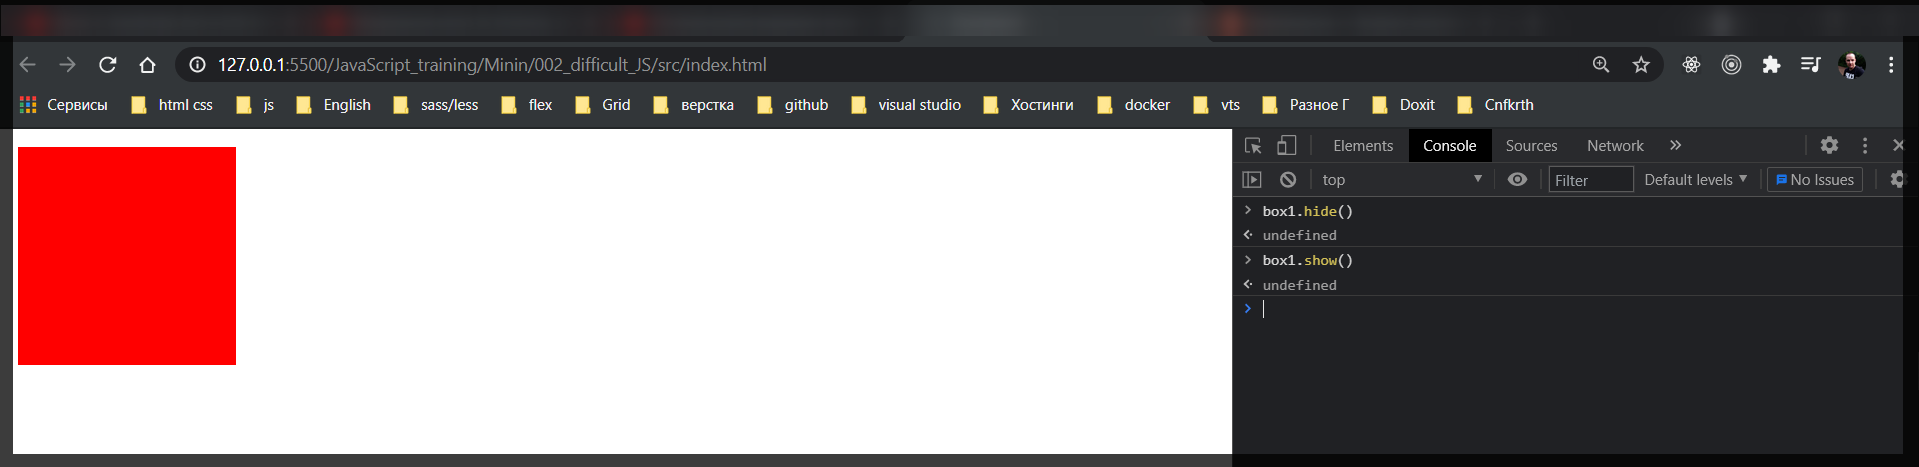 127.0.0.1:5500/JavaScript_training/Minin/002_difficult_JS/src/index.html
Сервисы html css js English sass/less flex Grid верстка github visual studio Хостинги docker vts Разное Г Doxit Cnfkrth
Elements Console Sources Network »
top Filter Default levels No Issues
box1.hide()
undefined
box1.show()
undefined